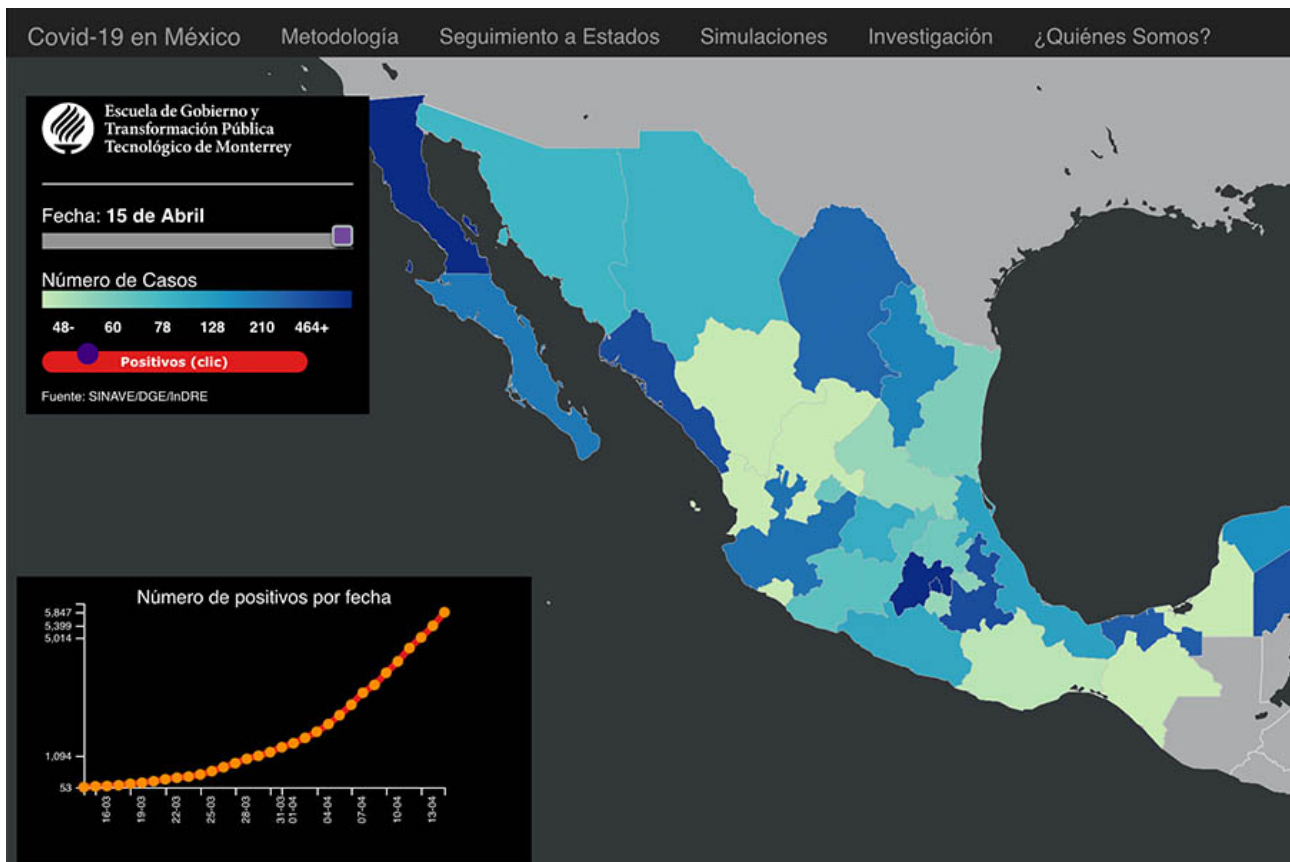 Covid-19 en México Metodología Seguimiento a Estados Simulaciones Investigación ¿Quiénes Somos?
Escuela de Gobierno y
Transformación Pública
Tecnológico de Monterrey
Fecha: 15 de Abril
Número de Casos
48- 60 78 128 210 464+
Positivos (clic)
Fuente: SINAVE/DGE/InDRE
Número de positivos por fecha
5,847
5,399
5,014
1,094
53
16-03 19-03 22-03 25-03 28-03 31-03 01-04 04-04 07-04 10-04 13-04